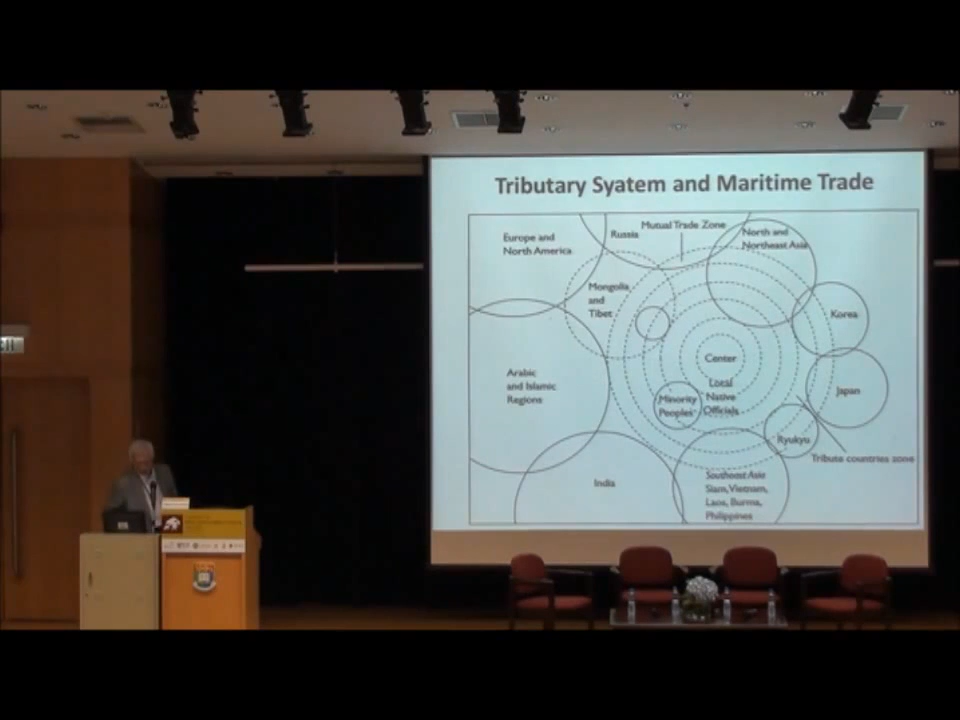 Tributary Syatem and Maritime Trade
Europe and
North America
Russia
Mutual Trade Zone
North and
Northeast Asia
Mongolia
and
Tibet
Korea
Center
Arabic
and Islamic
Regions
Local
Native
Officials
Minority
Peoples
Japan
Ryukyu
Tribute countries zone
India
Southeast Asia
Siam, Vietnam,
Laos, Burma,
Philippines